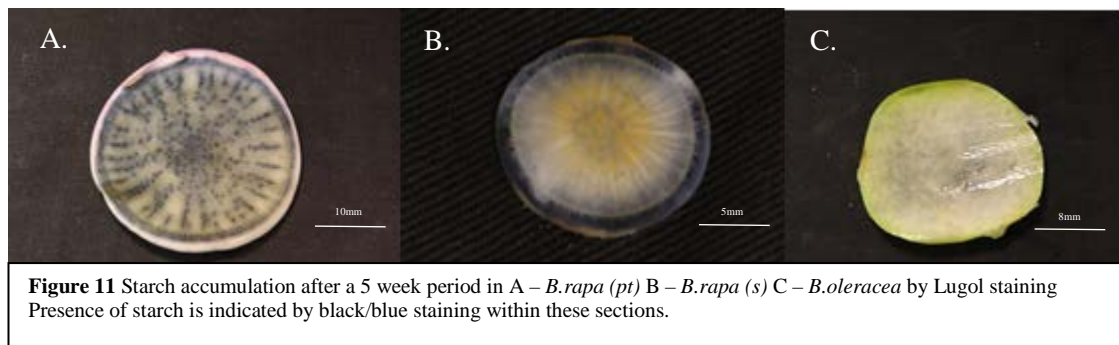 A.
B.
C.
10mm
5mm
8mm
Figure 11 Starch accumulation after a 5 week period in A – B.rapa (pt) B – B.rapa (s) C – B.oleracea by Lugol staining
Presence of starch is indicated by black/blue staining within these sections.